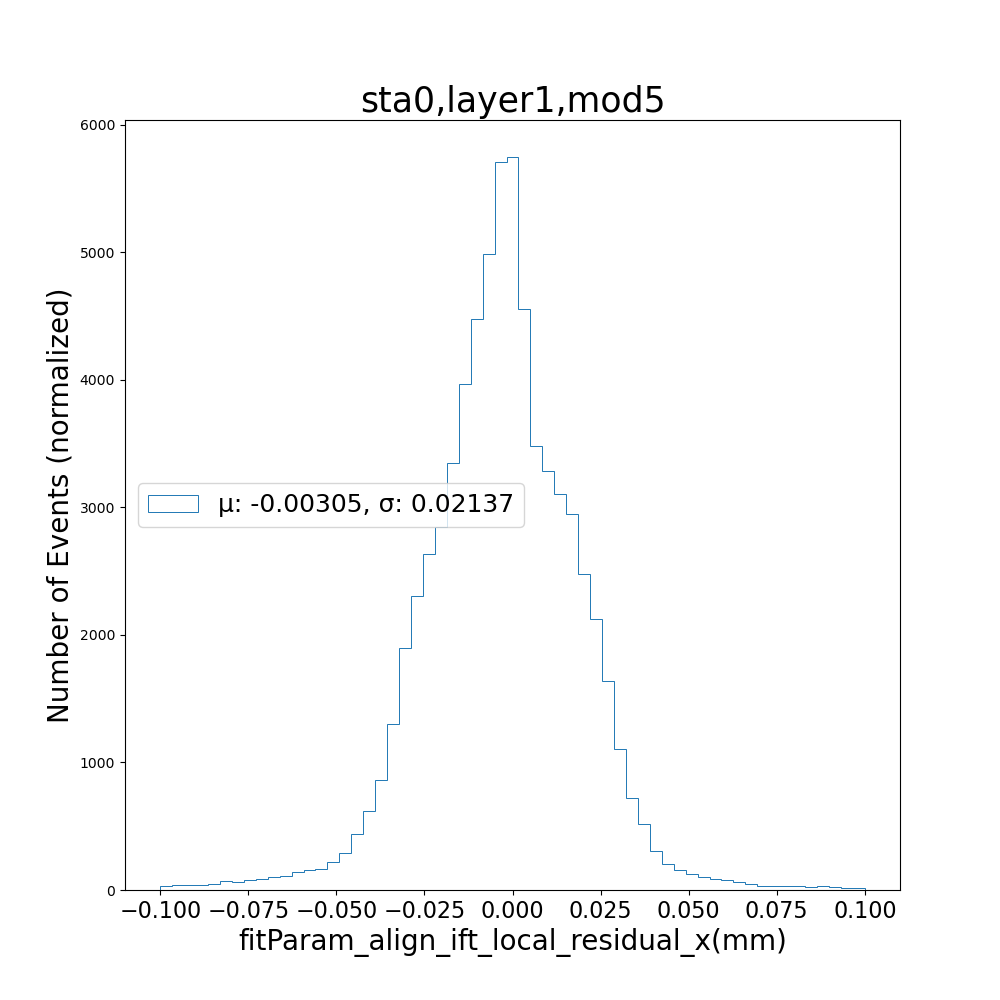 sta0,layer1,mod5
6000
5000
4000
3000
2000
1000
0
Number of Events (normalized)
μ: -0.00305, σ: 0.02137
−0.100 −0.075 −0.050 −0.025 0.000 0.025 0.050 0.075 0.100
fitParam_align_ift_local_residual_x(mm)